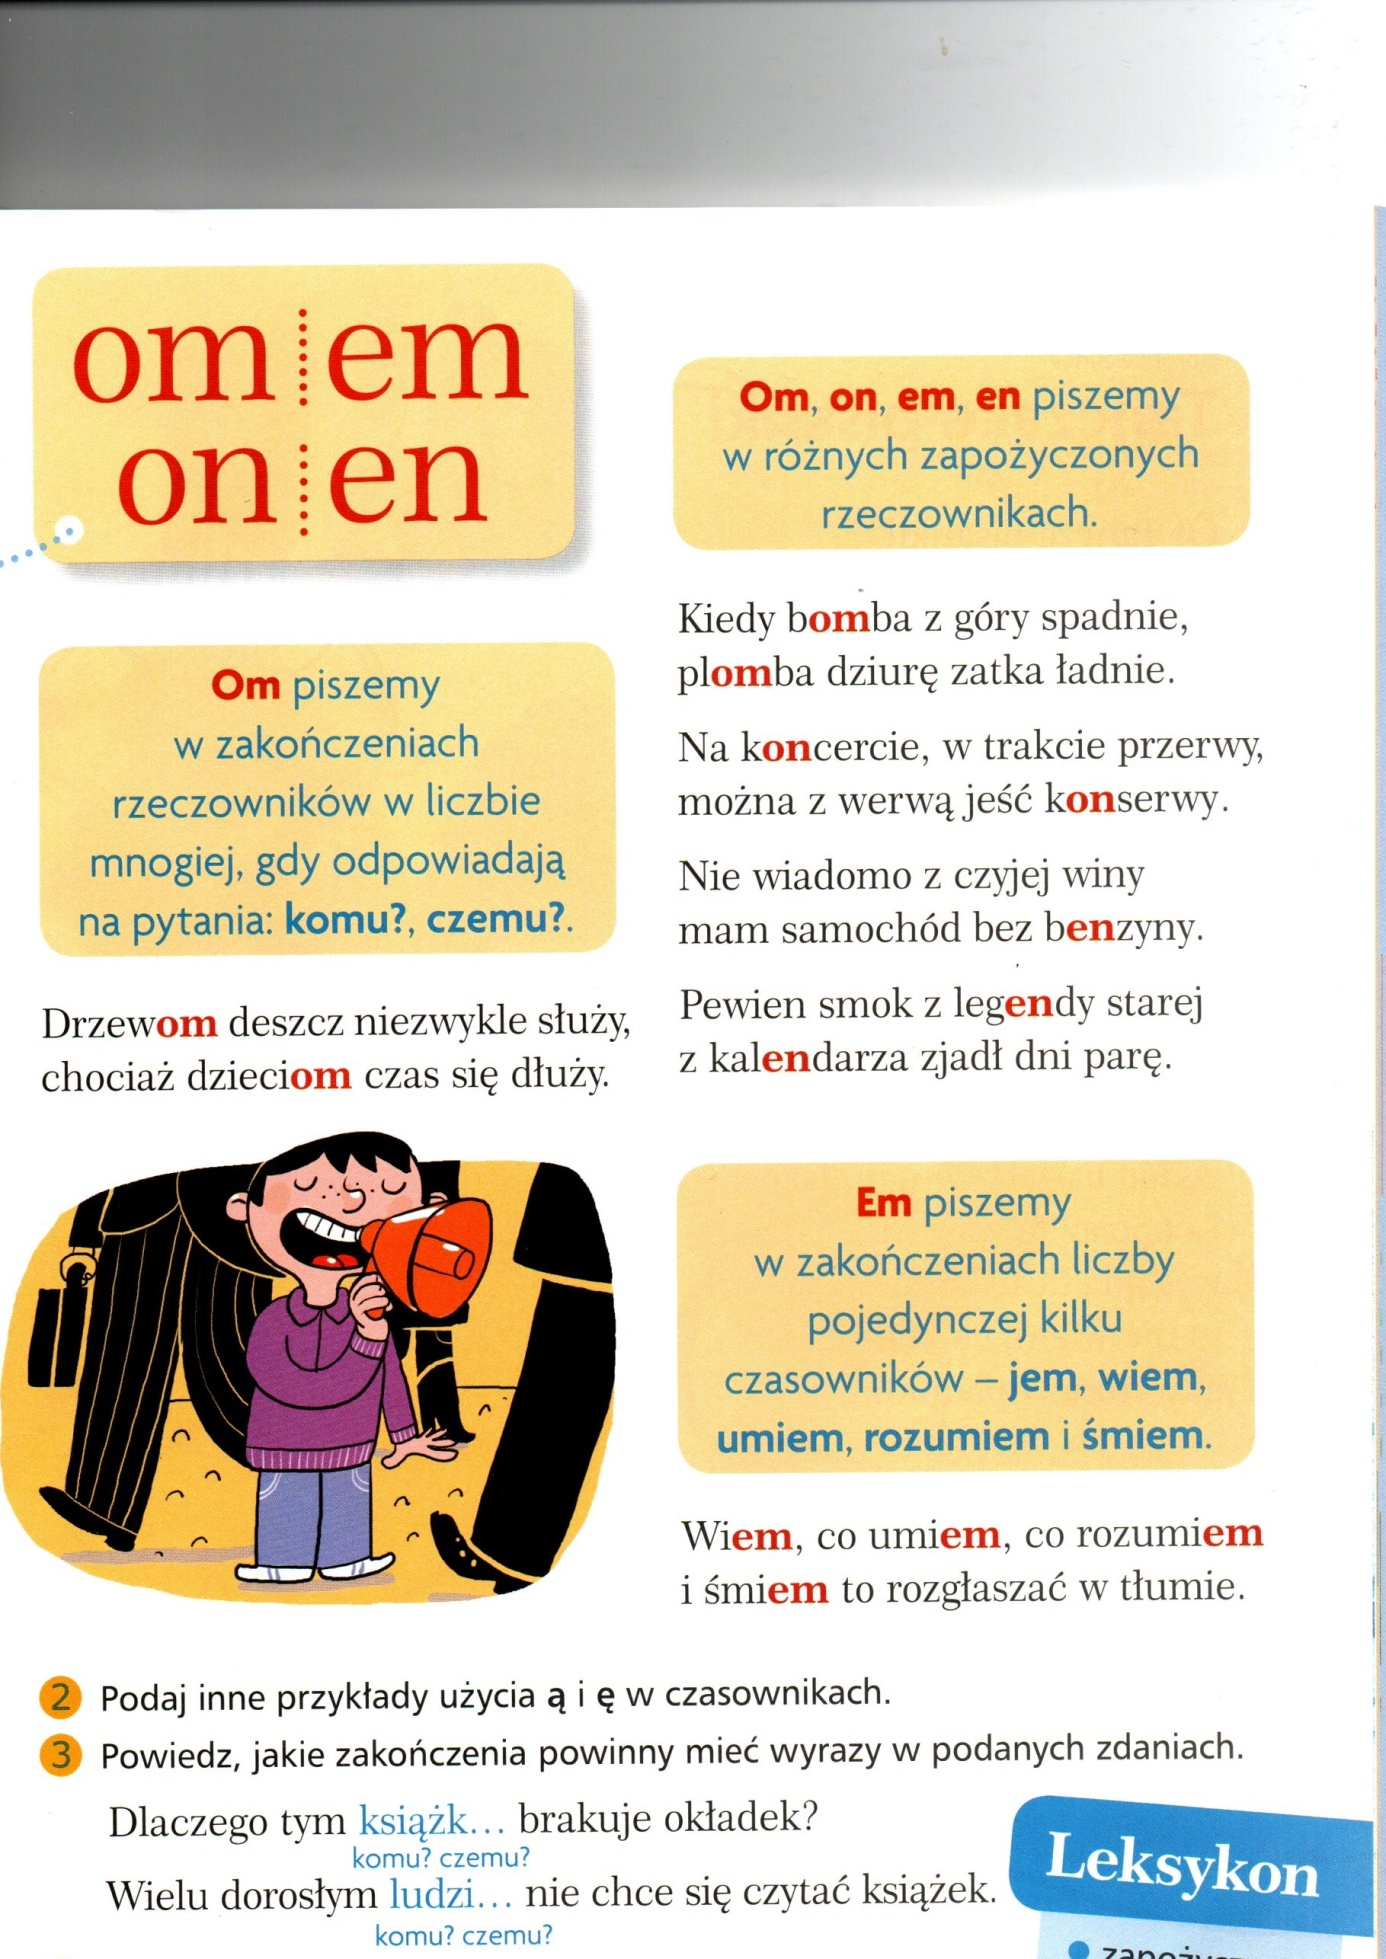 om em
on en
Om piszemy
w zakończeniach
rzeczowników w liczbie
mnogiej, gdy odpowiadają
na pytania: komu?, czemu?.
Drzewom deszcz niezwykle służy,
chociaż dzieciom czas się dłuży.
Om, on, em, en piszemy
w różnych zapożyczonych
rzeczownikach.
Kiedy bomba z góry spadnie,
plomba dziurę zatka ładnie.
Na koncercie, w trakcie przerwy,
można z werwą jeść konserwy.
Nie wiadomo z czyjej winy
mam samochód bez benzyny.
Pewien smok z legendy starej
z kalendarza zjadł dni parę.
Em piszemy
w zakończeniach liczby
pojedynczej kilku
czasowników – jem, wiem,
umiem, rozumiem i śmiem.
Wiem, co umiem, co rozumiem
i śmiem to rozgłaszać w tłumie.
2 Podaj inne przykłady użycia ą i ę w czasownikach.
3 Powiedz, jakie zakończenia powinny mieć wyrazy w podanych zdaniach.
Dlaczego tym książk... brakuje okładek?
komu? czemu?
Wielu dorosłym ludzi... nie chce się czytać książek.
komu? czemu?
Leksykon